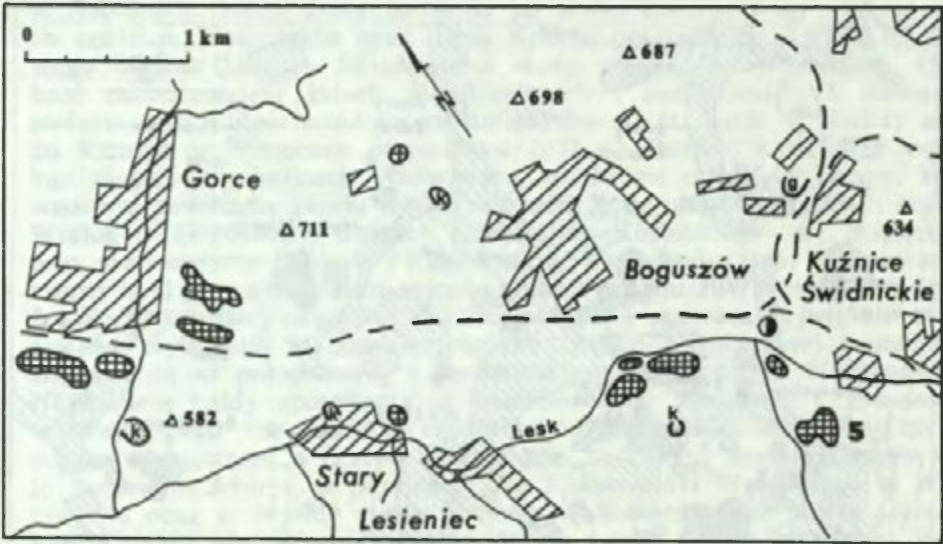 0 1 km
△ 687
△ 698
Gorce
△ 711
g
△ 634
Boguszów
Kuźnice
Świdnickie
k
△ 582
Lesk
k
5
Stary
Lesieniec